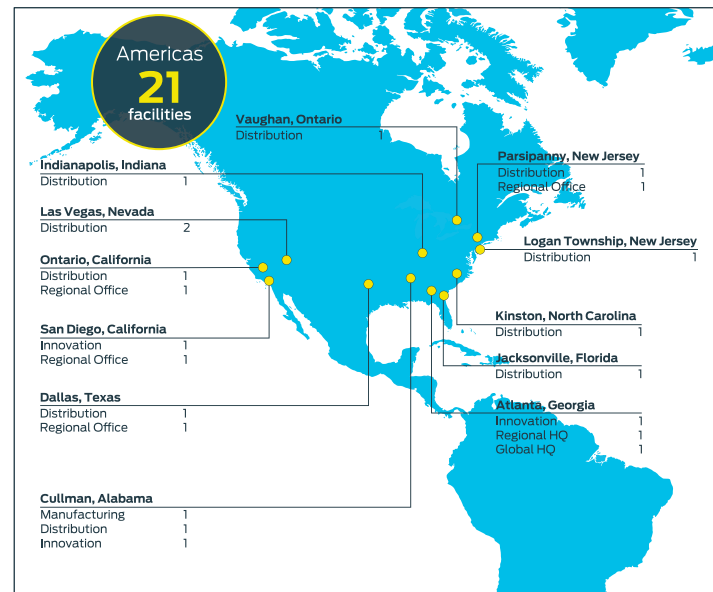 Americas
21
facilities
Vaughan, Ontario
Distribution 1
Indianapolis, Indiana
Distribution 1
Las Vegas, Nevada
Distribution 2
Ontario, California
Distribution 1
Regional Office 1
San Diego, California
Innovation 1
Regional Office 1
Dallas, Texas
Distribution 1
Regional Office 1
Cullman, Alabama
Manufacturing 1
Distribution 1
Innovation 1
Parsipanny, New Jersey
Distribution 1
Regional Office 1
Logan Township, New Jersey
Distribution 1
Kinston, North Carolina
Distribution 1
Jacksonville, Florida
Distribution 1
Atlanta, Georgia
Innovation 1
Regional HQ 1
Global HQ 1